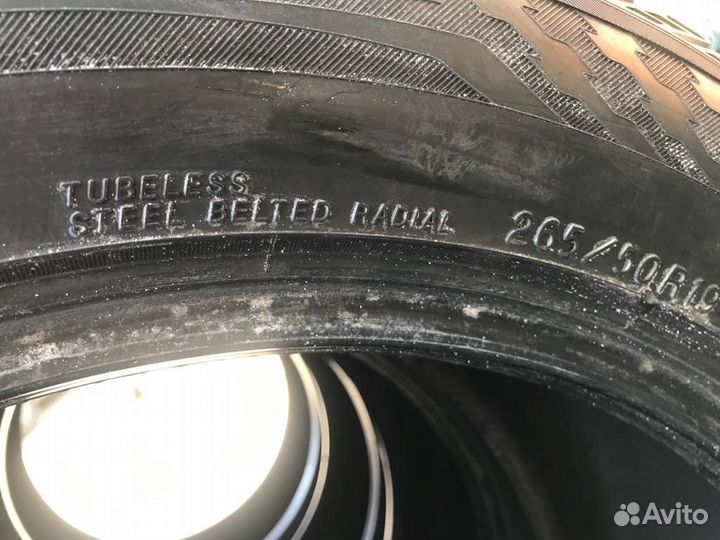 TUBELESS
STEEL BELTED RADIAL 265/50R19
Avito